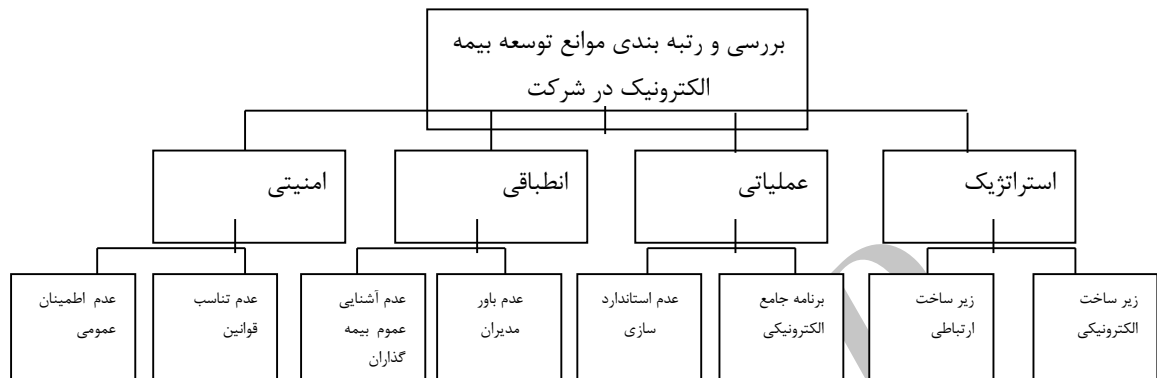 بررسی و رتبه بندی موانع توسعه بیمه
الکترونیک در شرکت
استراتژیک
عملیاتی
انطباقی
امنیتی
زیر ساخت
الکترونیکی
زیر ساخت
ارتباطی
برنامه جامع
الکترونیکی
عدم استاندارد
سازی
عدم باور
مدیران
عدم آشنایی
عموم بیمه
گذاران
عدم تناسب
قوانین
عدم اطمینان
عمومی